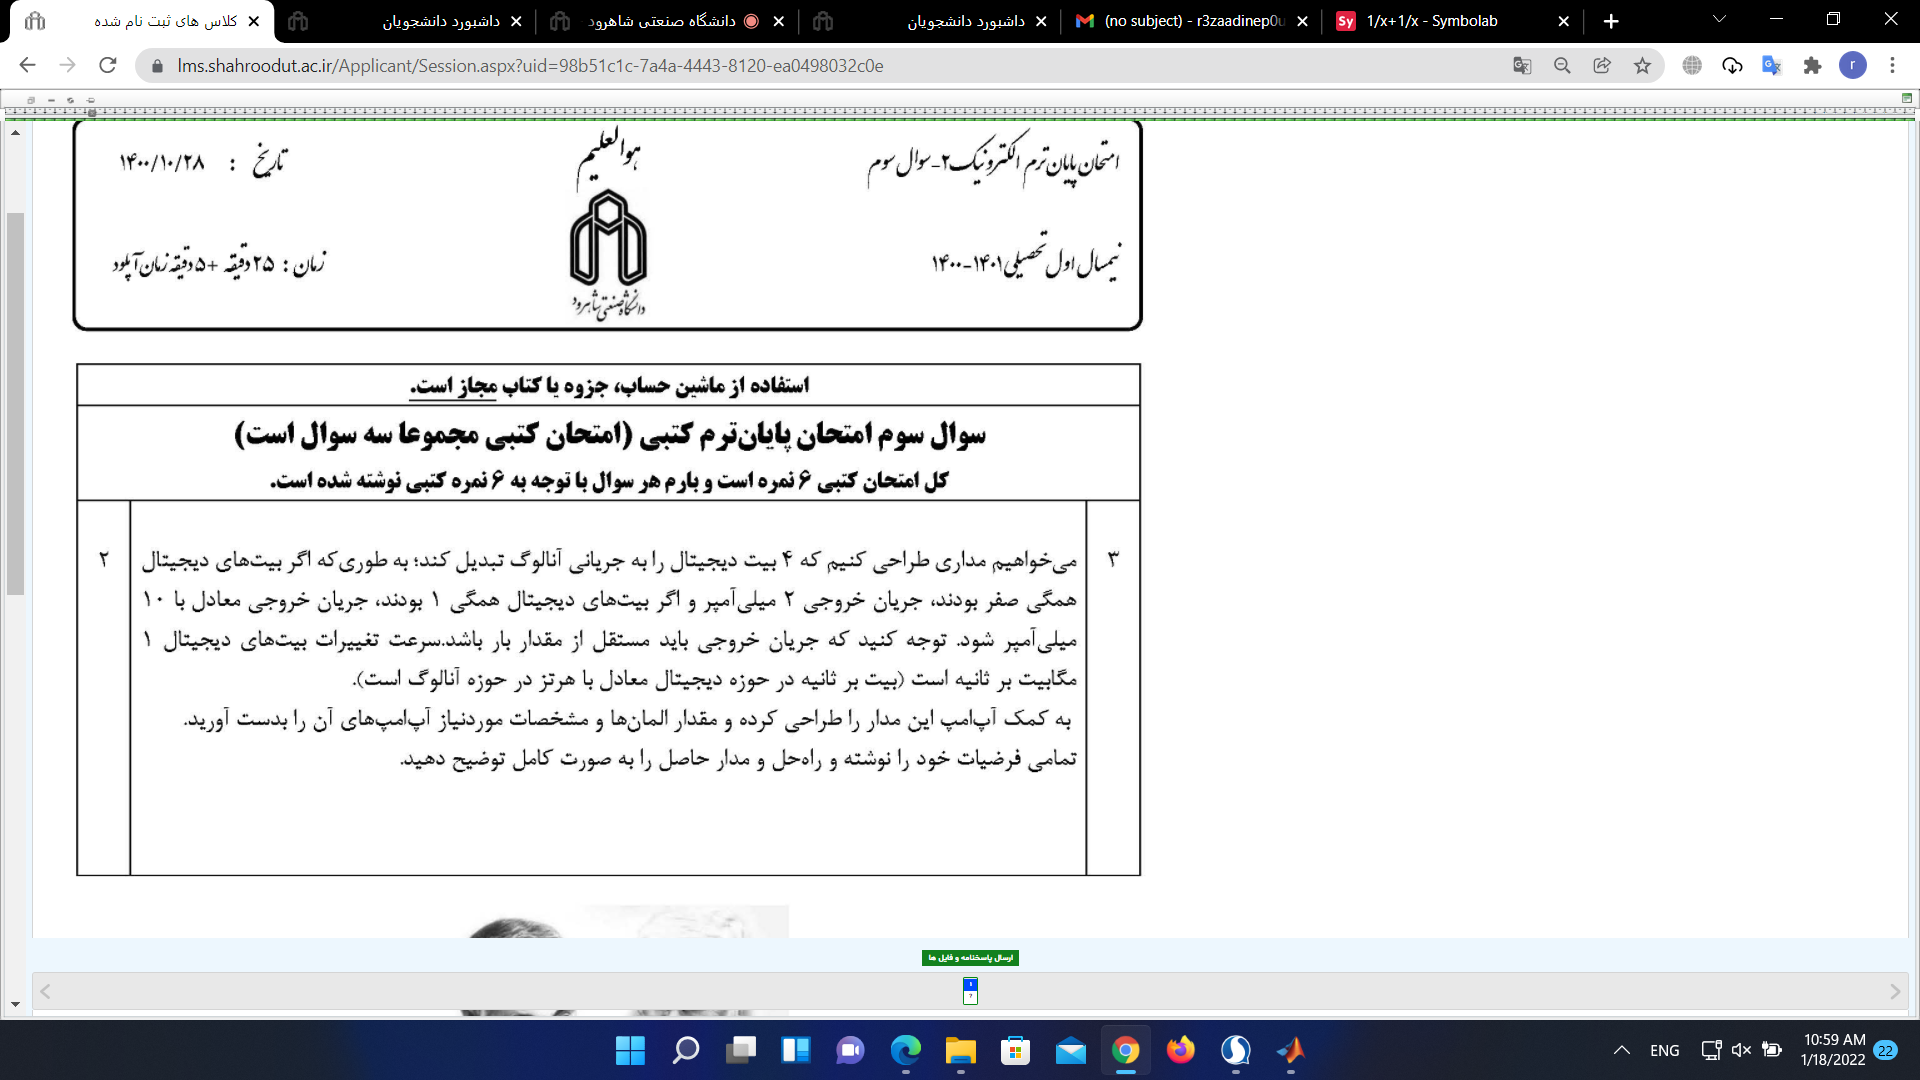 کلاس های ثبت نام شده
داشبورد دانشجویان
دانشگاه صنعتی شاهرود
داشبورد دانشجویان
(no subject) - r3zaadinep0u
Sy 1/x+1/x - Symbolab
lms.shahroodut.ac.ir/Applicant/Session.aspx?uid=98b51c1c-7a4a-4443-8120-ea0498032c0e
r
امتحان پایان ترم الکترونیک ۲-سوال سوم
هوالعلیم
تاریخ : ۱۴۰۰/۱۰/۲۸
نیمسال اول تحصیلی ۱۴۰۱-۱۴۰۰
دانشگاه صنعتی شاهرود
زمان : ۲۵ دقیقه +۵ دقیقه زمان آپلود
استفاده از ماشین حساب، جزوه یا کتاب مجاز است.
سوال سوم امتحان پایان‌ترم کتبی (امتحان کتبی مجموعا سه سوال است)
کل امتحان کتبی ۶ نمره است و بارم هر سوال با توجه به ۶ نمره کتبی نوشته شده است.
۳ می‌خواهیم مداری طراحی کنیم که ۴ بیت دیجیتال را به جریانی آنالوگ تبدیل کند؛ به طوری‌که اگر بیت‌های دیجیتال ۲
همگی صفر بودند، جریان خروجی ۲ میلی‌آمپر و اگر بیت‌های دیجیتال همگی ۱ بودند، جریان خروجی معادل با ۱۰
میلی‌آمپر شود. توجه کنید که جریان خروجی باید مستقل از مقدار بار باشد.سرعت تغییرات بیت‌های دیجیتال ۱
مگابیت بر ثانیه است (بیت بر ثانیه در حوزه دیجیتال معادل با هرتز در حوزه آنالوگ است).
به کمک آپ‌امپ این مدار را طراحی کرده و مقدار المان‌ها و مشخصات موردنیاز آپ‌امپ‌های آن را بدست آورید.
تمامی فرضیات خود را نوشته و راه‌حل و مدار حاصل را به صورت کامل توضیح دهید.
ارسال پاسخنامه و فایل ها
ENG
10:59 AM
1/18/2022
22